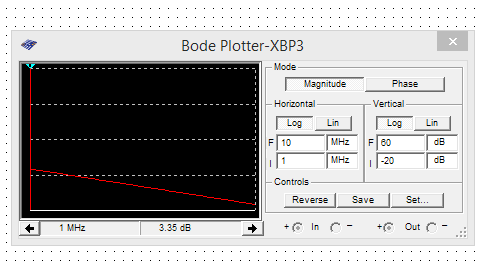 Bode Plotter-XBP3
Mode
Magnitude Phase
Horizontal Vertical
Log Lin Log Lin
F 10 MHz F 60 dB
I 1 MHz I -20 dB
Controls
Reverse Save Set...
1 MHz 3.35 dB + In − + Out −